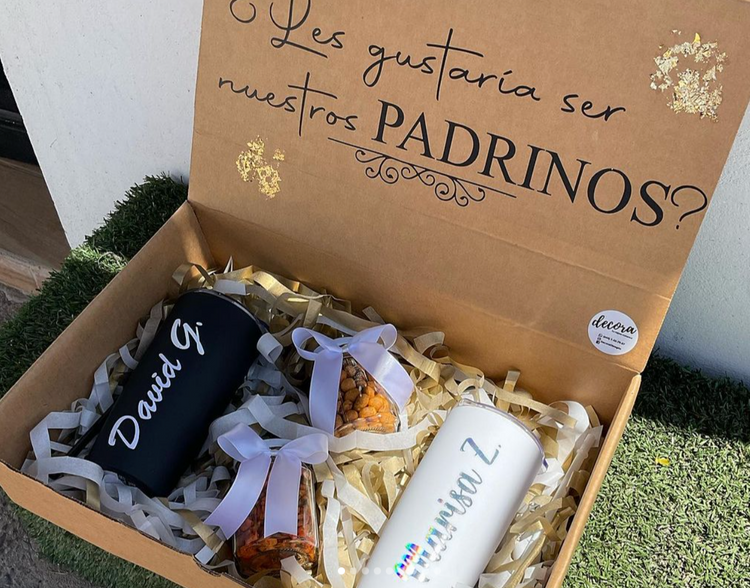 ¿Les gustaría ser
nuestros PADRINOS?
decora
David G.
Marisa Z.